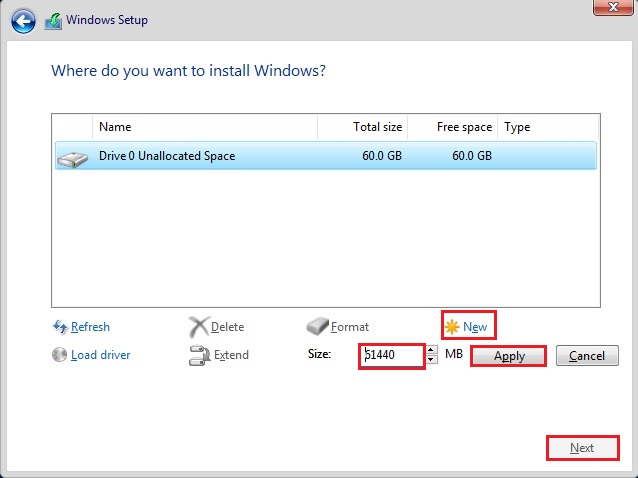 Windows Setup
Where do you want to install Windows?
Name Total size Free space Type
Drive 0 Unallocated Space 60.0 GB 60.0 GB
Refresh Delete Format New
Load driver Extend Size: 61440 MB Apply Cancel
Next